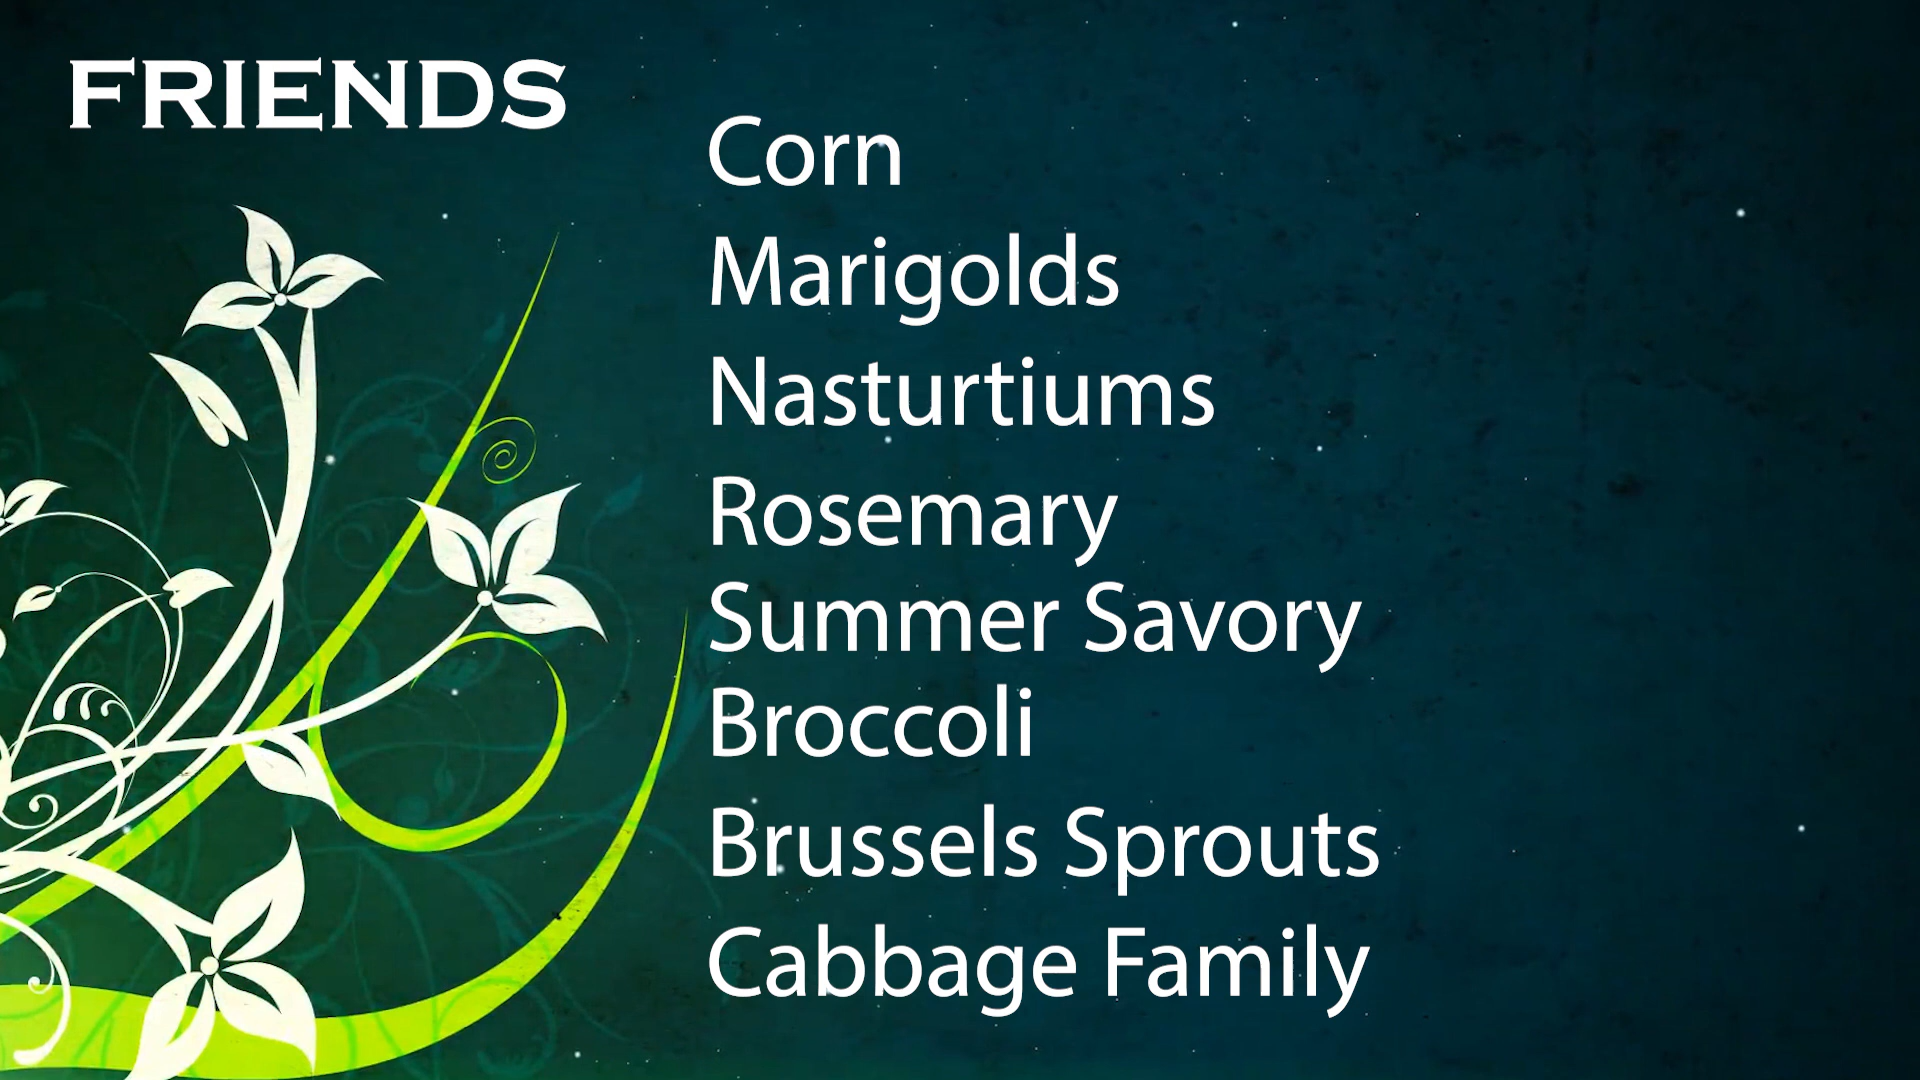 FRIENDS
Corn
Marigolds
Nasturtiums
Rosemary
Summer Savory
Broccoli
Brussels Sprouts
Cabbage Family